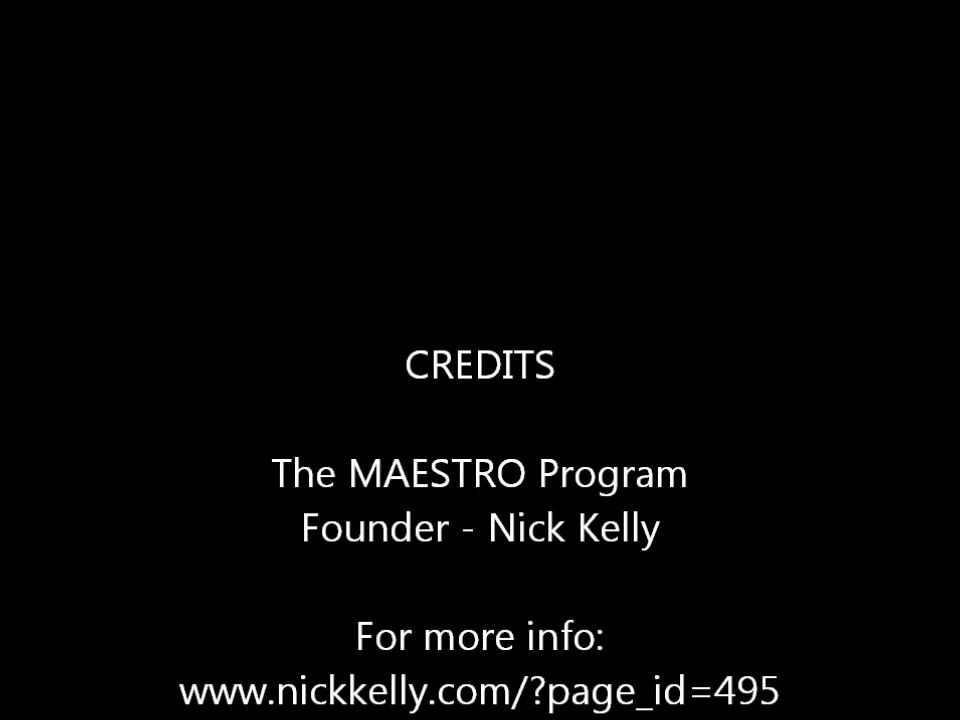 CREDITS
The MAESTRO Program
Founder - Nick Kelly
For more info:
www.nickkelly.com/?page_id=495